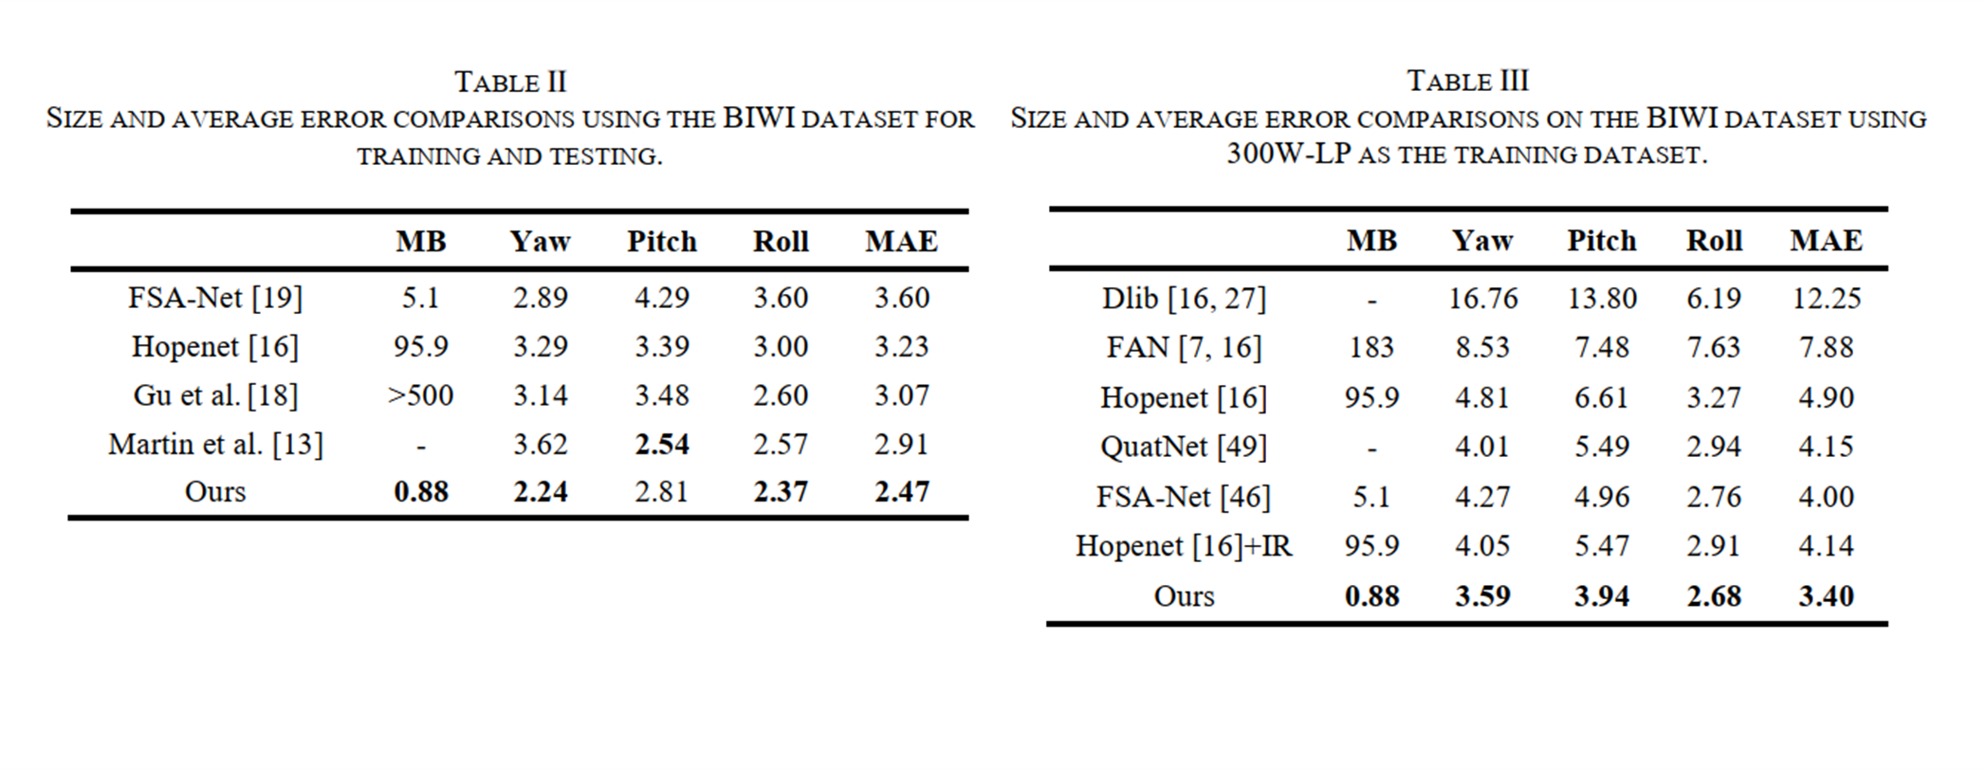 TABLE II
SIZE AND AVERAGE ERROR COMPARISONS USING THE BIWI DATASET FOR
TRAINING AND TESTING.
MB Yaw Pitch Roll MAE
FSA-Net [19] 5.1 2.89 4.29 3.60 3.60
Hopenet [16] 95.9 3.29 3.39 3.00 3.23
Gu et al. [18] >500 3.14 3.48 2.60 3.07
Martin et al. [13] - 3.62 2.54 2.57 2.91
Ours 0.88 2.24 2.81 2.37 2.47
TABLE III
SIZE AND AVERAGE ERROR COMPARISONS ON THE BIWI DATASET USING
300W-LP AS THE TRAINING DATASET.
MB Yaw Pitch Roll MAE
Dlib [16, 27] - 16.76 13.80 6.19 12.25
FAN [7, 16] 183 8.53 7.48 7.63 7.88
Hopenet [16] 95.9 4.81 6.61 3.27 4.90
QuatNet [49] - 4.01 5.49 2.94 4.15
FSA-Net [46] 5.1 4.27 4.96 2.76 4.00
Hopenet [16]+IR 95.9 4.05 5.47 2.91 4.14
Ours 0.88 3.59 3.94 2.68 3.40